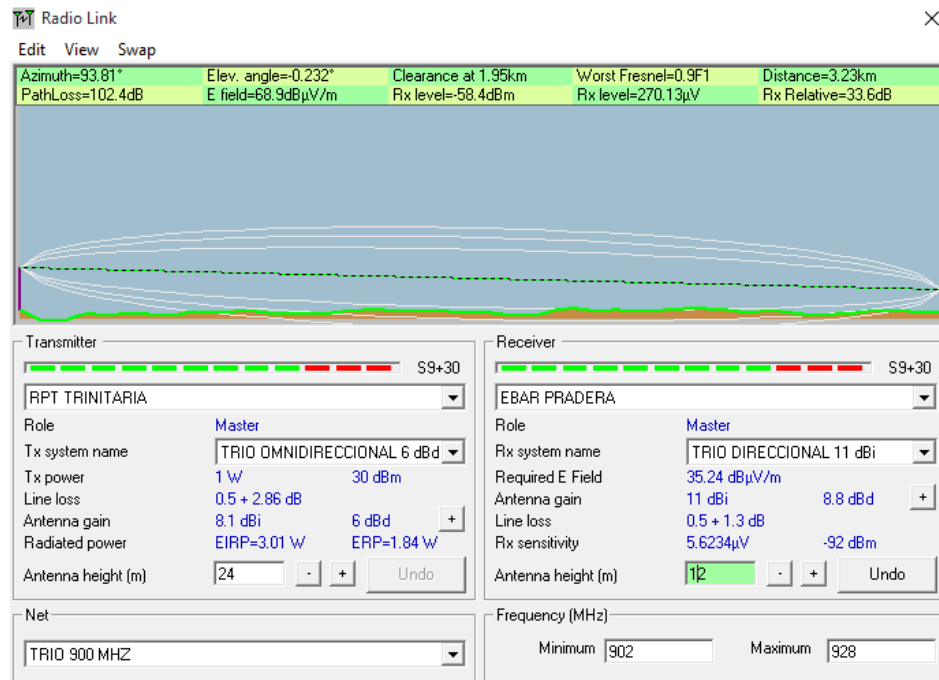 Radio Link
Edit View Swap
Azimuth=93.81° Elev. angle=-0.232° Clearance at 1.95km Worst Fresnel=0.9F1 Distance=3.23km
PathLoss=102.4dB E field=68.9dBµV/m Rx level=-58.4dBm Rx level=270.13µV Rx Relative=33.6dB
Transmitter
S9+30
RPT TRINITARIA
Role Master
Tx system name TRIO OMNIDIRECCIONAL 6 dBd
Tx power 1 W 30 dBm
Line loss 0.5 + 2.86 dB
Antenna gain 8.1 dBi 6 dBd +
Radiated power EIRP=3.01 W ERP=1.84 W
Antenna height (m) 24 - + Undo
Receiver
S9+30
EBAR PRADERA
Role Master
Rx system name TRIO DIRECCIONAL 11 dBi
Required E Field 35.24 dBµV/m
Antenna gain 11 dBi 8.8 dBd +
Line loss 0.5 + 1.3 dB
Rx sensitivity 5.6234µV -92 dBm
Antenna height (m) 12 - + Undo
Net
TRIO 900 MHZ
Frequency (MHz)
Minimum 902 Maximum 928